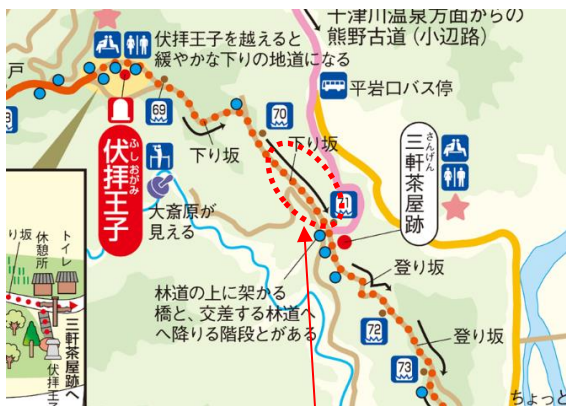 十津川温泉方面からの
熊野古道（小辺路）
伏拝王子を越えると
緩やかな下りの地道になる
戸
平岩口バス停
69
70
ふしおがみ
伏拝王子
下り坂
下り坂
さんげん
三軒茶屋跡
大斎原が
見える
71
トイレ
休憩所
り坂
林道の上に架かる
橋と、交差する林道へ
へ降りる階段とがある
登り坂
72
登り坂
73
三軒茶屋跡へ
伏拝王子
ちょっと